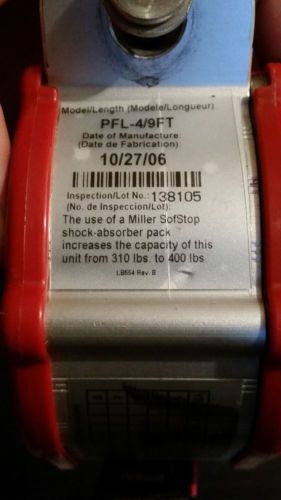 Model/Length (Modele/Longueur)
PFL-4/9FT
Date of Manufacture:
(Date de Fabrication):
10/27/06
Inspection/Lot No.: 138105
(No. de Inspeccion/Lot):
The use of a Miller SofStop
shock-absorber pack
increases the capacity of this
unit from 310 lbs. to 400 lbs.
LB554 Rev. B